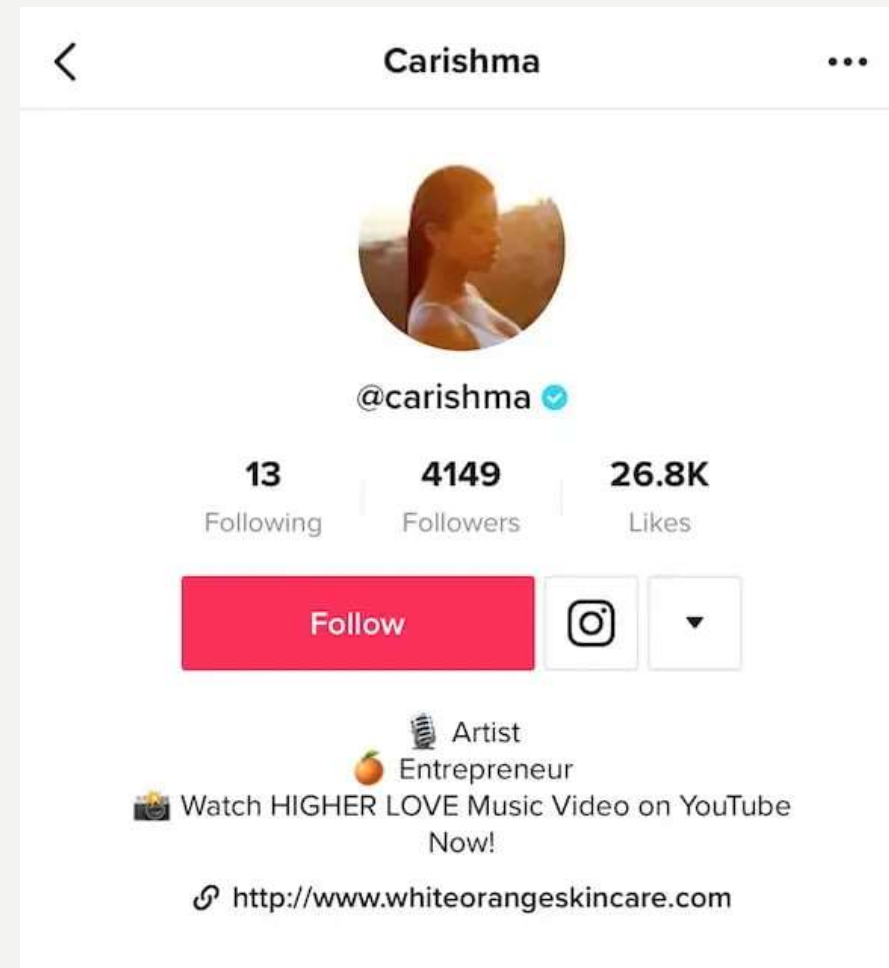 Carishma
@carishma
13 4149 26.8K
Following Followers Likes
Follow
Artist
Entrepreneur
Watch HIGHER LOVE Music Video on YouTube
Now!
http://www.whiteorangeskincare.com